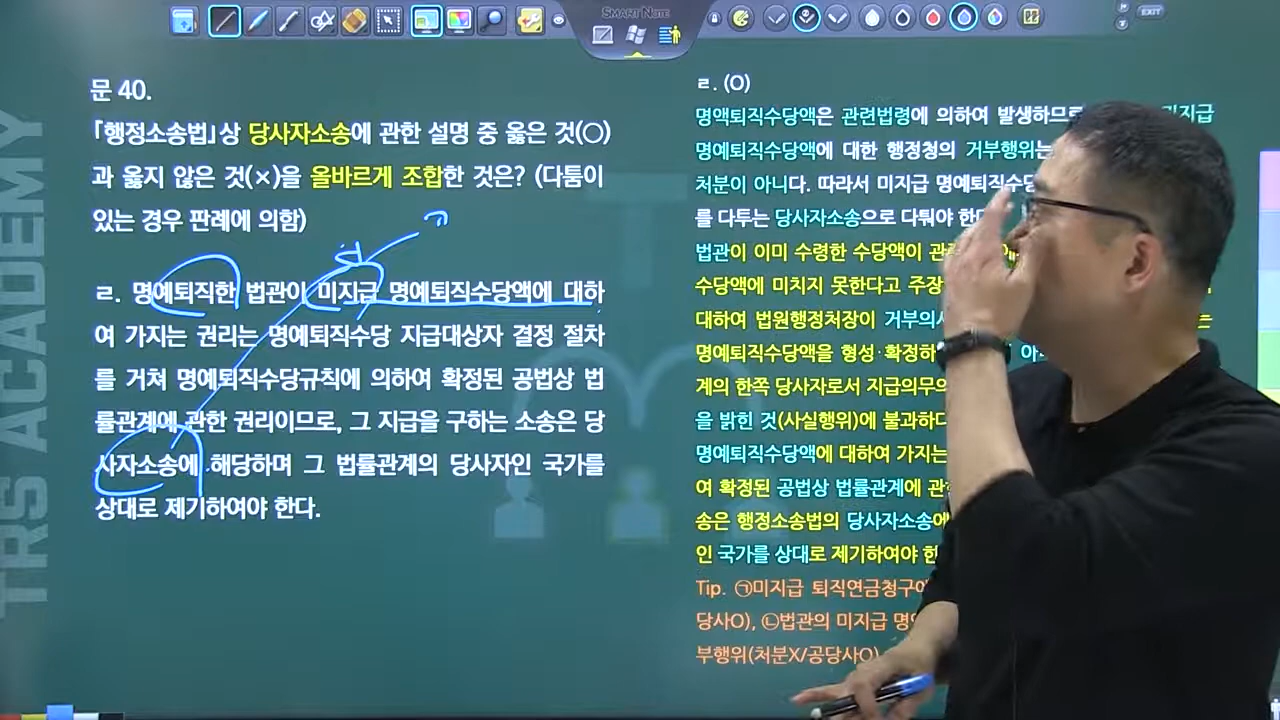 SMART NOTE
EXIT
TRS ACADEMY
문 40.
「행정소송법」상 당사자소송에 관한 설명 중 옳은 것(○)
과 옳지 않은 것(×)을 올바르게 조합한 것은? (다툼이
있는 경우 판례에 의함)
ㄹ. 명예퇴직한 법관이 미지급 명예퇴직수당액에 대하
여 가지는 권리는 명예퇴직수당 지급대상자 결정 절차
를 거쳐 명예퇴직수당규칙에 의하여 확정된 공법상 법
률관계에 관한 권리이므로, 그 지급을 구하는 소송은 당
사자소송에 해당하며 그 법률관계의 당사자인 국가를
상대로 제기하여야 한다.
ㄹ. (O)
명액퇴직수당액은 관련법령에 의하여 발생하므로 미지급
명예퇴직수당액에 대한 행정청의 거부행위는
처분이 아니다. 따라서 미지급 명예퇴직수당
를 다투는 당사자소송으로 다퉈야 한다
법관이 이미 수령한 수당액이
수당액에 미치지 못한다고 주장
대하여 법원행정처장이 거부의사 는
명예퇴직수당액을 형성·확정하
계의 한쪽 당사자로서 지급의무의
을 밝힌 것(사실행위)에 불과하다
명예퇴직수당액에 대하여 가지는
여 확정된 공법상 법률관계에 관한
송은 행정소송법의 당사자소송에
인 국가를 상대로 제기하여야 한
Tip. ㉠미지급 퇴직연금청구에
당사O), ㉡법관의 미지급 명예
부행위(처분X/공당사O)